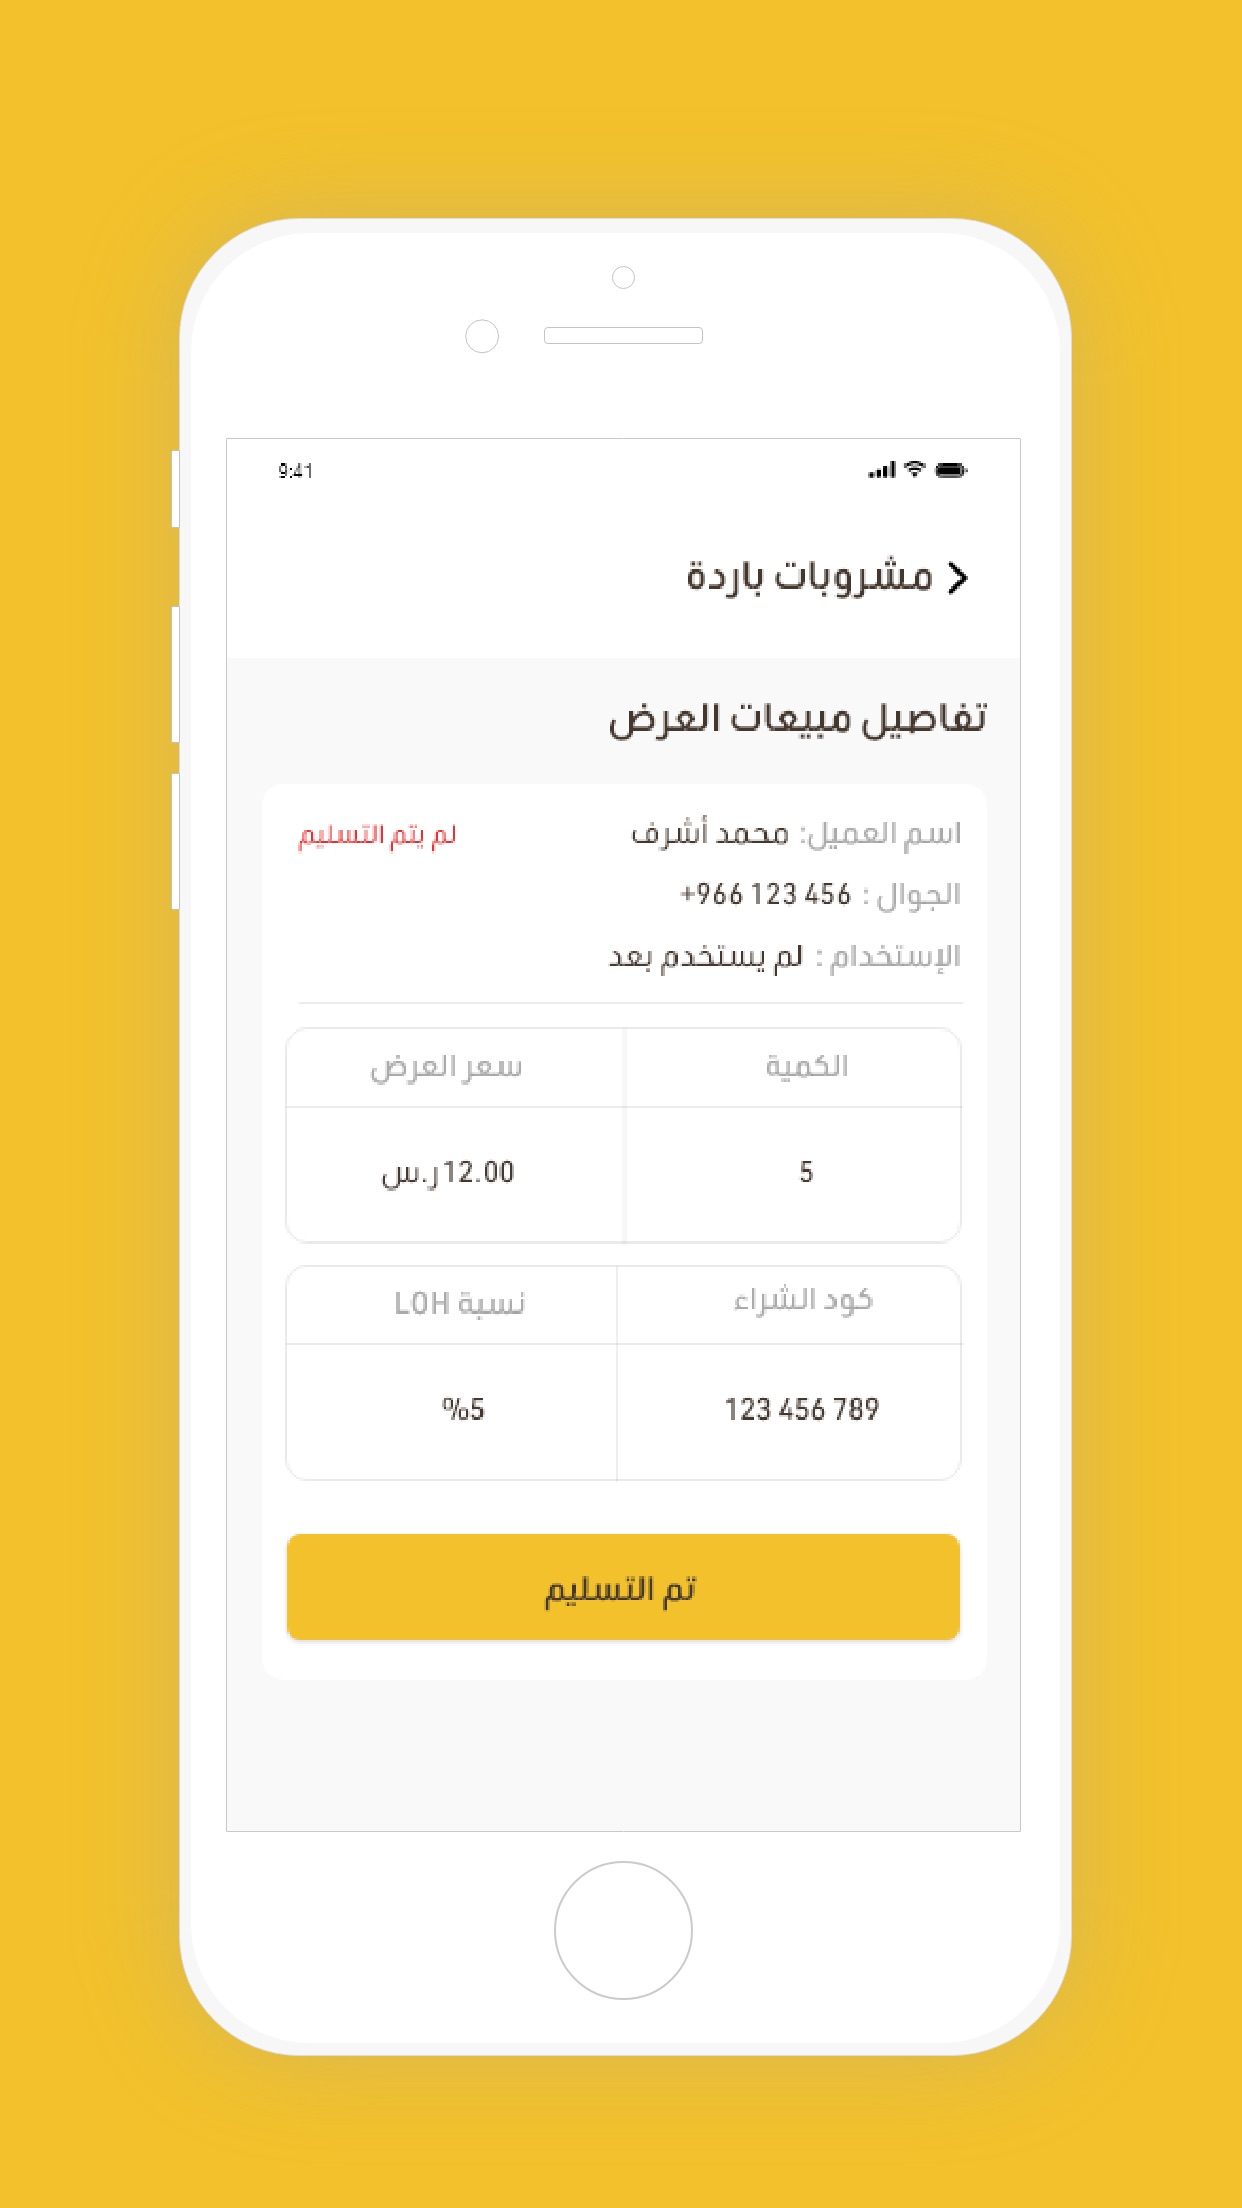 9:41
مشروبات باردة
تفاصيل مبيعات العرض
اسم العميل: محمد أشرف
لم يتم التسليم
الجوال : 456 123 966+
الإستخدام : لم يستخدم بعد
الكمية سعر العرض
5 12.00ر.س
كود الشراء نسبة LOH
123 456 789 %5
تم التسليم